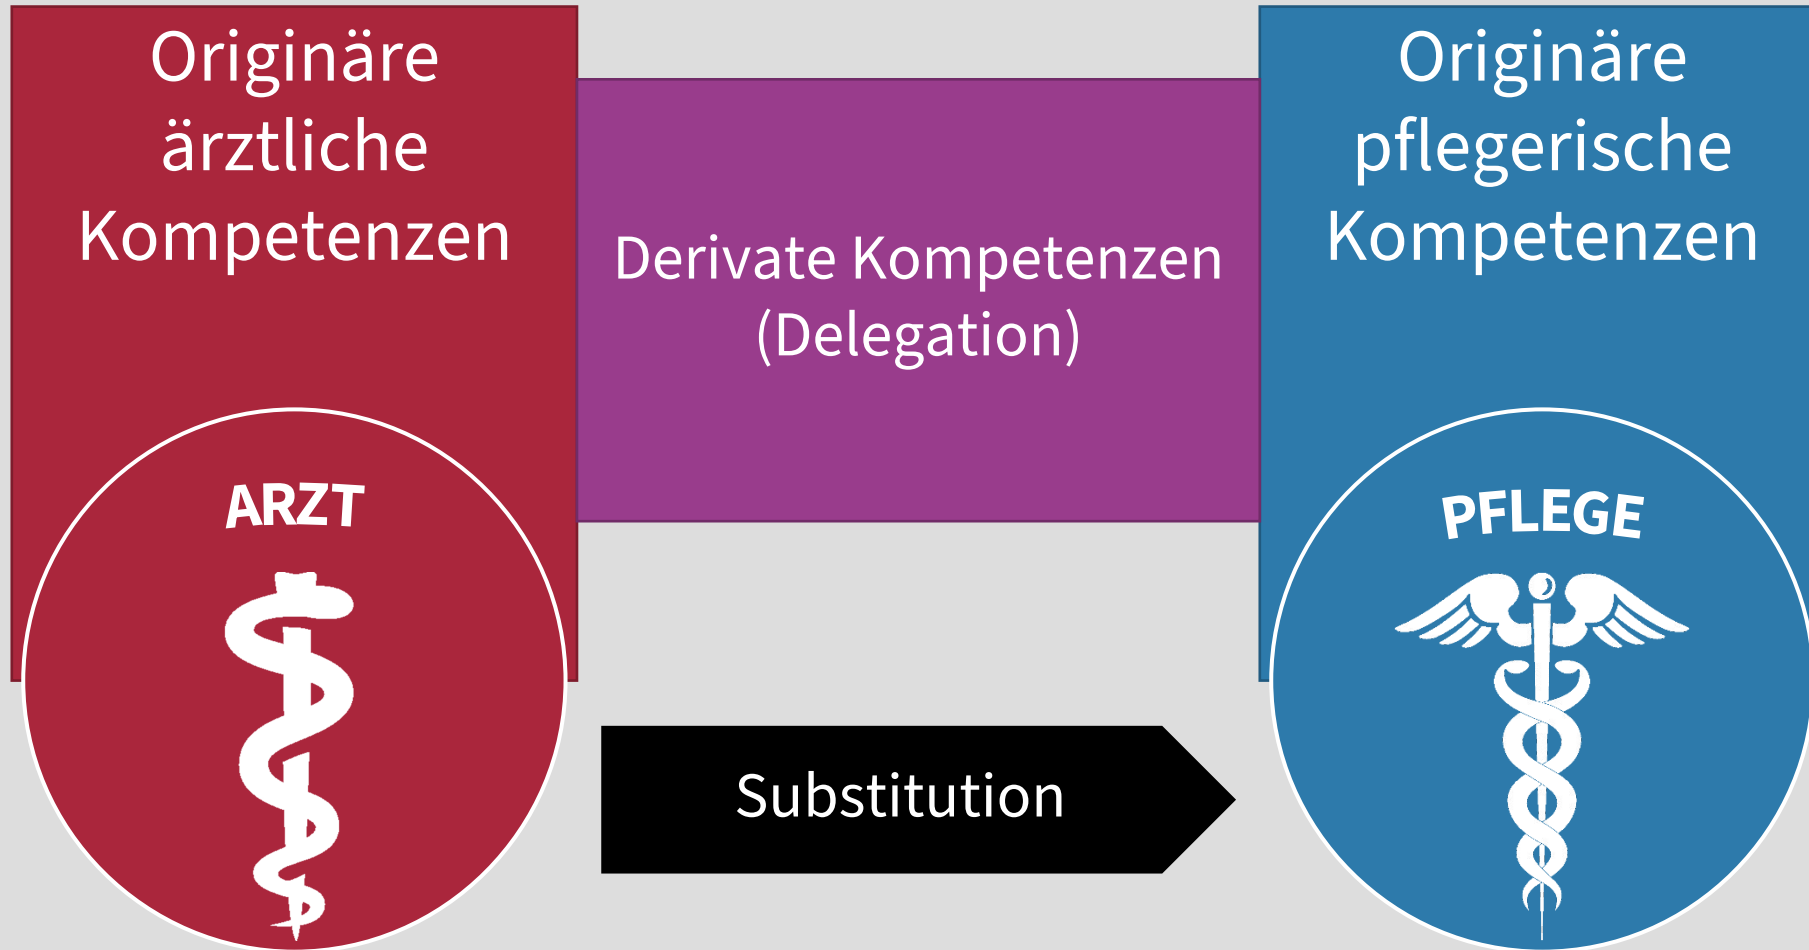 Originäre
ärztliche
Kompetenzen
ARZT
Derivate Kompetenzen
(Delegation)
Substitution
Originäre
pflegerische
Kompetenzen
PFLEGE